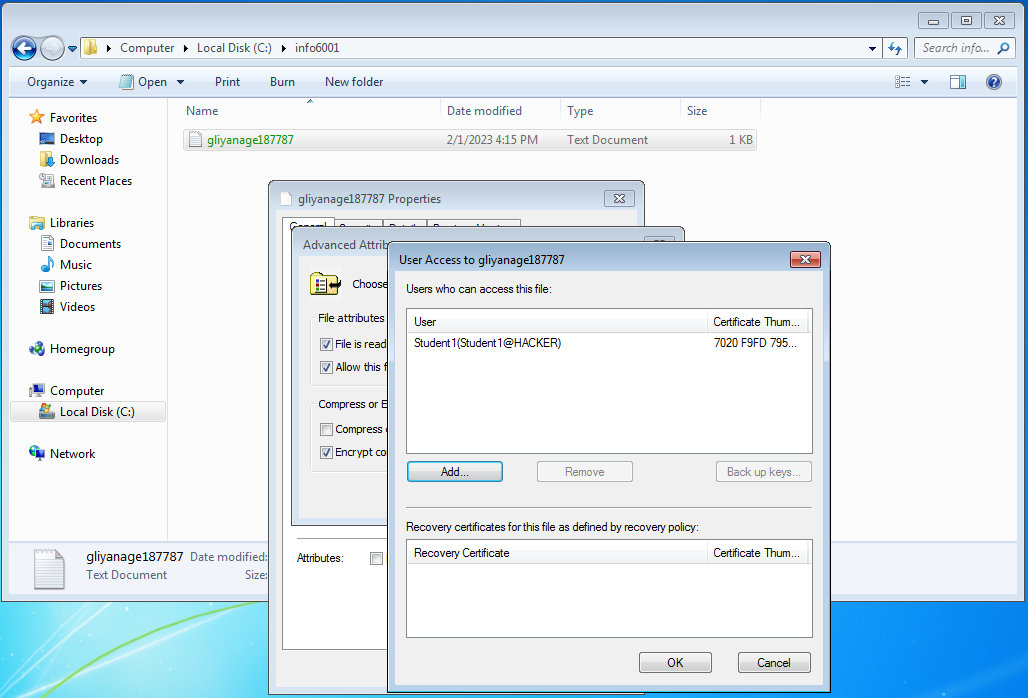 Computer Local Disk (C:) info6001
Search info...
Organize Open Print Burn New folder
Name Date modified Type Size
gliyanage187787 2/1/2023 4:15 PM Text Document 1 KB
Favorites
Desktop
Downloads
Recent Places
Libraries
Documents
Music
Pictures
Videos
Homegroup
Computer
Local Disk (C:)
Network
gliyanage187787 Date modified:
Text Document Size:
gliyanage187787 Properties
General
Attributes:
Advanced Attrib
Choose
File attributes
File is read
Allow this f
Compress or E
Compress
Encrypt co
User Access to gliyanage187787
Users who can access this file:
User Certificate Thum...
Student1(Student1@HACKER) 7020 F9FD 795...
Add... Remove Back up keys...
Recovery certificates for this file as defined by recovery policy:
Recovery Certificate Certificate Thum...
OK Cancel